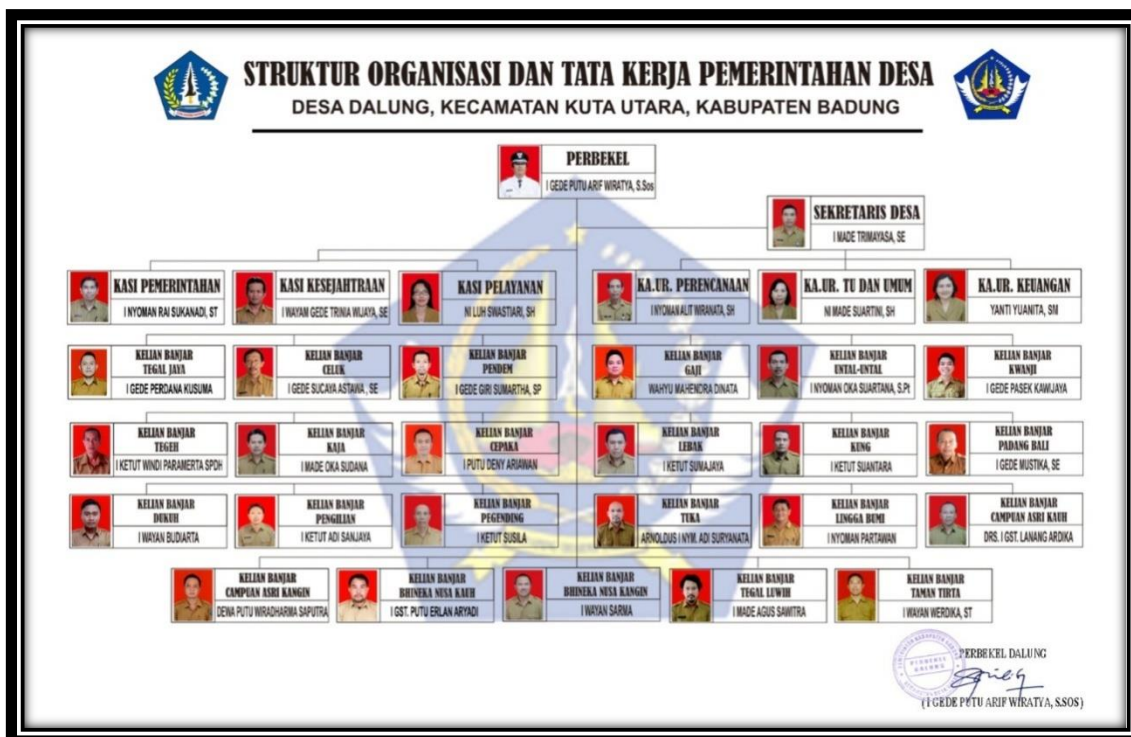 STRUKTUR ORGANISASI DAN TATA KERJA PEMERINTAHAN DESA
DESA DALUNG, KECAMATAN KUTA UTARA, KABUPATEN BADUNG
PERBEKEL
I GEDE PUTU ARIF WIRATYA, S.Sos
SEKRETARIS DESA
I MADE TRIMAYASA, SE
KASI PEMERINTAHAN
I NYOMAN RAI SUKANADI, ST
KASI KESEJAHTRAAN
I WAYAM GEDE TRINIA WIJAYA, SE
KASI PELAYANAN
NI LUH SWASTIARI, SH
KA.UR. PERENCANAAN
I NYOMAN ALIT WIRANATA, SH
KA.UR. TU DAN UMUM
NI MADE SUARTINI, SH
KA.UR. KEUANGAN
YANTI YUANITA, SM
KELIAN BANJAR
TEGAL JAYA
I GEDE PERDANA KUSUMA
KELIAN BANJAR
CELUK
I GEDE SUCAYA ASTAWA, SE
KELIAN BANJAR
PENDEM
I GEDE GIRI SUMARTHA, SP
KELIAN BANJAR
GAJI
WAHYU MAHENDRA DINATA
KELIAN BANJAR
UNTAL-UNTAL
I NYOMAN OKA SUARTANA, S.Pt
KELIAN BANJAR
KWANJI
I GEDE PASEK KAWIJAYA
KELIAN BANJAR
TEGEH
I KETUT WINDI PARAMERTA SPDH
KELIAN BANJAR
KAJA
I MADE OKA SUDANA
KELIAN BANJAR
CEPAKA
I PUTU DENY ARIAWAN
KELIAN BANJAR
LEBAK
I KETUT SUMAJAYA
KELIAN BANJAR
KUNG
I KETUT SUANTARA
KELIAN BANJAR
PADANG BALI
I GEDE MUSTIKA, SE
KELIAN BANJAR
DUKUH
I WAYAN BUDIARTA
KELIAN BANJAR
PENGILIAN
I KETUT ADI SANJAYA
KELIAN BANJAR
PEGENDING
I KETUT SUSILA
KELIAN BANJAR
TUKA
ARNOLDUS I NYM. ADI SURYANATA
KELIAN BANJAR
LINGGA BUMI
I NYOMAN PARTAWAN
KELIAN BANJAR
CAMPUAN ASRI KAUH
DRS. I GST. LANANG ARDIKA
KELIAN BANJAR
CAMPUAN ASRI KANGIN
DEWA PUTU WIRADHARMA SAPUTRA
KELIAN BANJAR
BHINEKA NUSA KAUH
I GST. PUTU ERLAN ARYADI
KELIAN BANJAR
BHINEKA NUSA KANGIN
I WAYAN SARMA
KELIAN BANJAR
TEGAL LUWIH
I MADE AGUS SAWITRA
KELIAN BANJAR
TAMAN TIRTA
I WAYAN WERDIKA, ST
PERBEKEL DALUNG
PERBEKEL
DALUNG
( I GEDE PUTU ARIF WIRATYA, S.SOS )